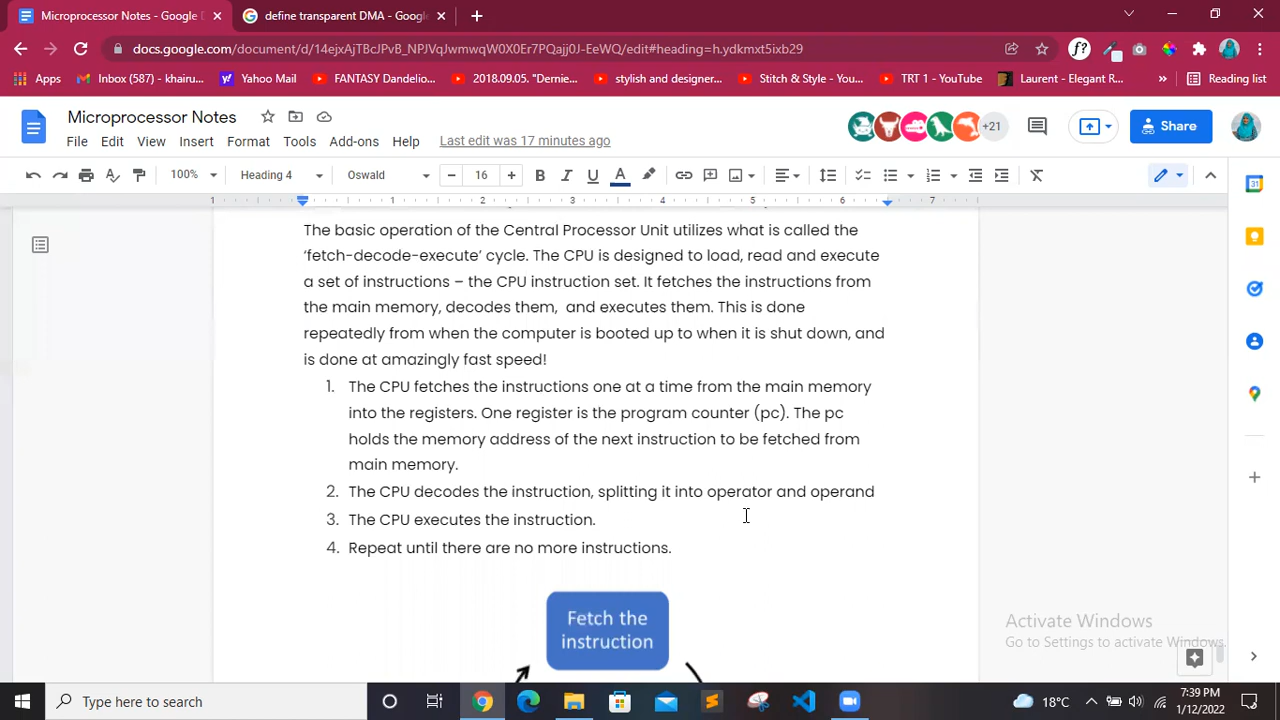 Microprocessor Notes - Google D
define transparent DMA - Google
docs.google.com/document/d/14ejxAjTBcJPvB_NPJVqJwmwqW0X0Er7PQajj0J-EeWQ/edit#heading=h.ydkmxt5ixb29
Apps
Inbox (587) - khairu...
Yahoo Mail
FANTASY Dandelio...
2018.09.05. "Dernie...
stylish and designer...
Stitch & Style - You...
TRT 1 - YouTube
Laurent - Elegant R...
Reading list
Microprocessor Notes
+21
Share
File Edit View Insert Format Tools Add-ons Help Last edit was 17 minutes ago
100% Heading 4 Oswald 16
1 1 2 3 4 5 6 7
The basic operation of the Central Processor Unit utilizes what is called the
‘fetch-decode-execute’ cycle. The CPU is designed to load, read and execute
a set of instructions – the CPU instruction set. It fetches the instructions from
the main memory, decodes them,  and executes them. This is done
repeatedly from when the computer is booted up to when it is shut down, and
is done at amazingly fast speed!
1. The CPU fetches the instructions one at a time from the main memory
into the registers. One register is the program counter (pc). The pc
holds the memory address of the next instruction to be fetched from
main memory.
2. The CPU decodes the instruction, splitting it into operator and operand
3. The CPU executes the instruction.
4. Repeat until there are no more instructions.
Fetch the
instruction
Activate Windows
Go to Settings to activate Windows.
Type here to search
18°C
7:39 PM
1/12/2022